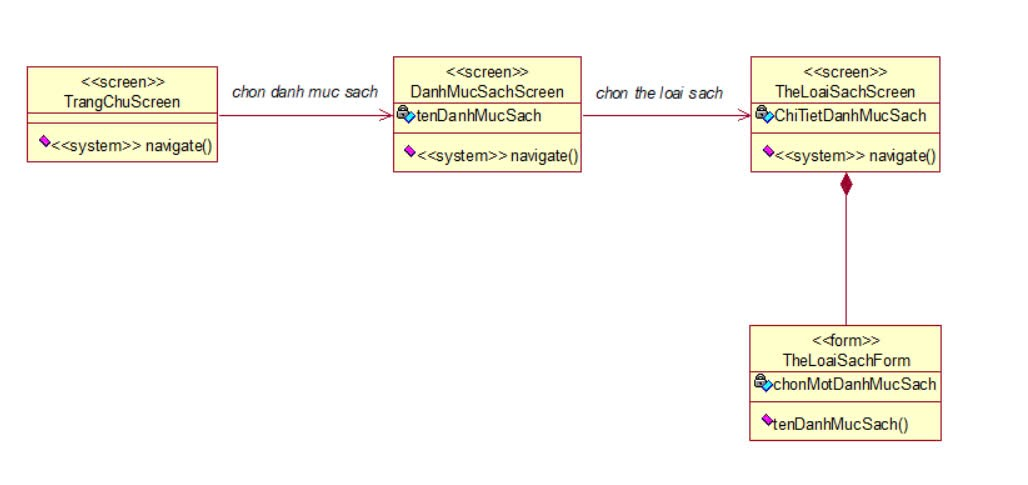 <<screen>>
TrangChuScreen
<<system>> navigate()
chon danh muc sach
<<screen>>
DanhMucSachScreen
tenDanhMucSach
<<system>> navigate()
chon the loai sach
<<screen>>
TheLoaiSachScreen
ChiTietDanhMucSach
<<system>> navigate()
<<form>>
TheLoaiSachForm
chonMotDanhMucSach
tenDanhMucSach()